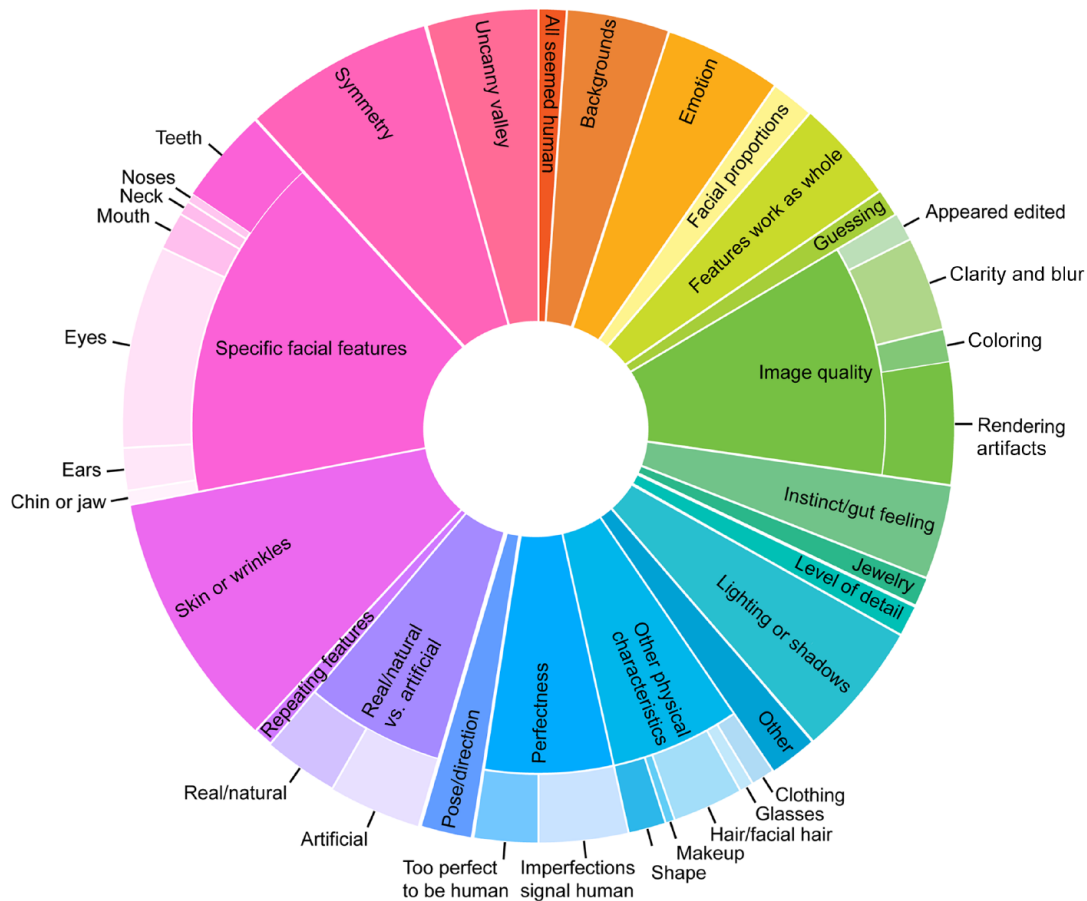 All seemed human
Backgrounds
Emotion
Facial proportions
Features work as whole
Guessing
Appeared edited
Clarity and blur
Coloring
Image quality
Rendering
artifacts
Instinct/gut feeling
Jewelry
Level of detail
Lighting or shadows
Other
Other physical
characteristics
Clothing
Glasses
Hair/facial hair
Makeup
Shape
Perfectness
Imperfections
signal human
Too perfect
to be human
Pose/direction
Real/natural
vs. artificial
Artificial
Real/natural
Repeating features
Skin or wrinkles
Specific facial features
Chin or jaw
Ears
Eyes
Mouth
Neck
Noses
Teeth
Symmetry
Uncanny valley